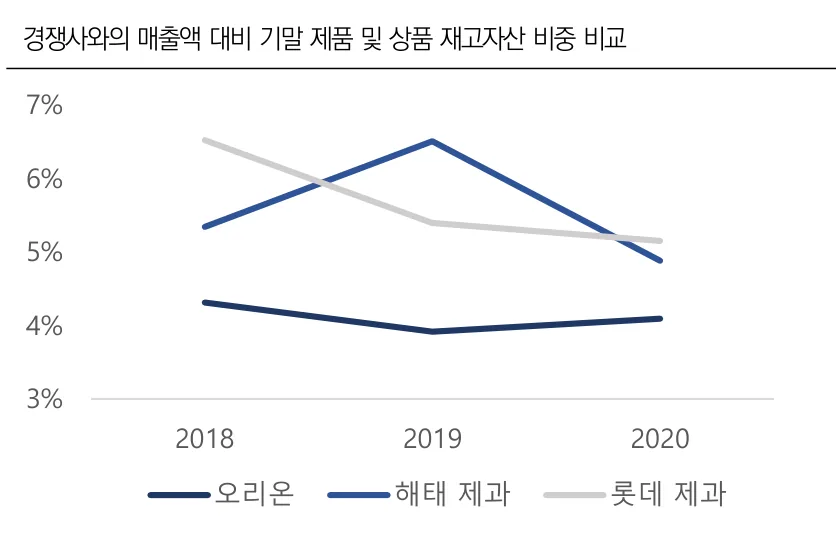 경쟁사와의 매출액 대비 기말 제품 및 상품 재고자산 비중 비교
7%
6%
5%
4%
3%
2018 2019 2020
오리온 해태 제과 롯데 제과